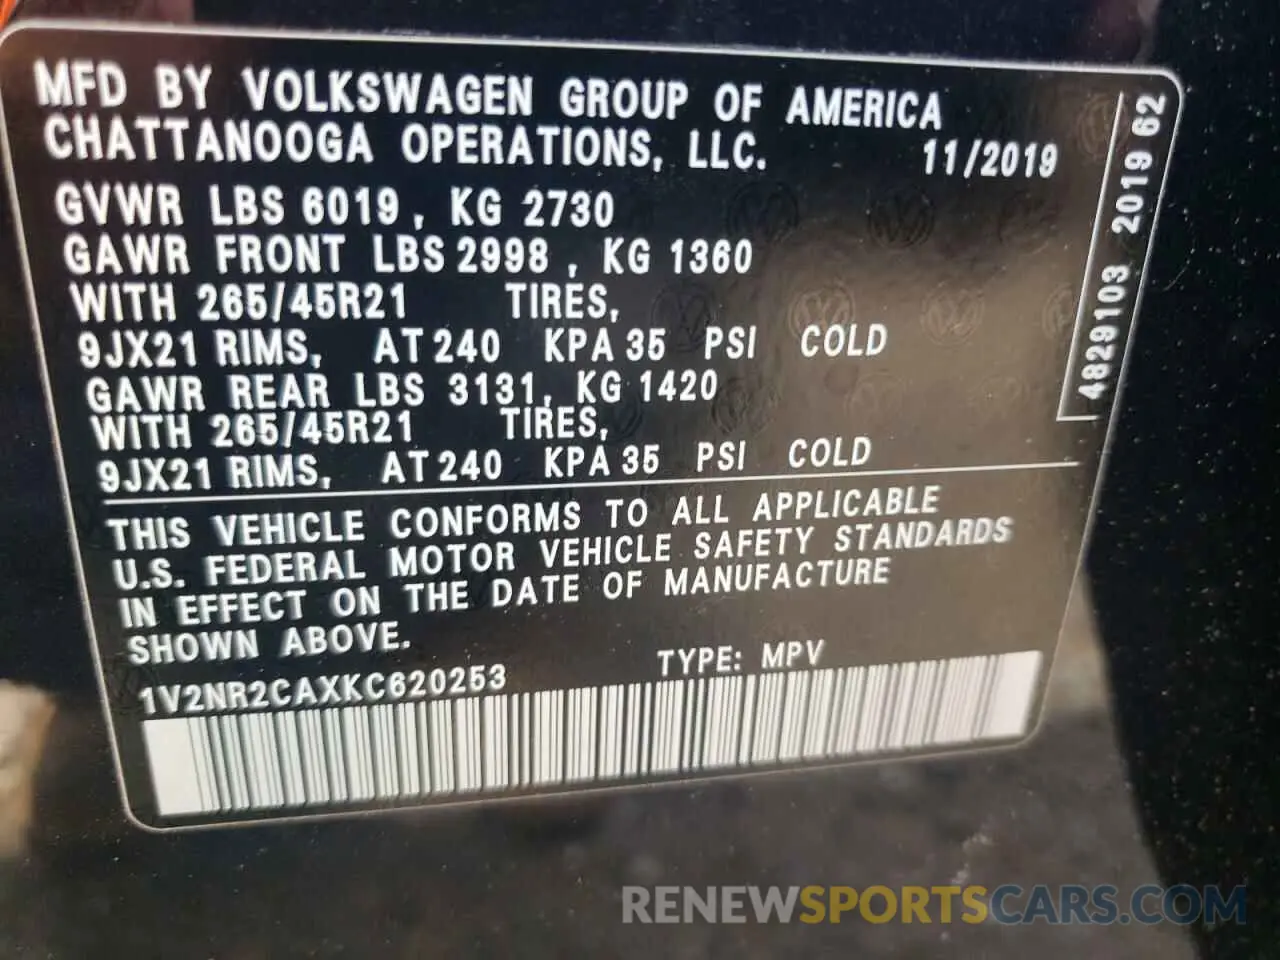 MFD BY VOLKSWAGEN GROUP OF AMERICA
CHATTANOOGA OPERATIONS, LLC. 11/2019
GVWR LBS 6019, KG 2730
GAWR FRONT LBS 2998, KG 1360
WITH 265/45R21 TIRES,
9JX21 RIMS, AT 240 KPA 35 PSI COLD
GAWR REAR LBS 3131, KG 1420
WITH 265/45R21 TIRES,
9JX21 RIMS, AT 240 KPA 35 PSI COLD
THIS VEHICLE CONFORMS TO ALL APPLICABLE
U.S. FEDERAL MOTOR VEHICLE SAFETY STANDARDS
IN EFFECT ON THE DATE OF MANUFACTURE
SHOWN ABOVE.
1V2NR2CAXKC620253 TYPE: MPV
4829103 2019 62
RENEWSPORTSCARS.COM